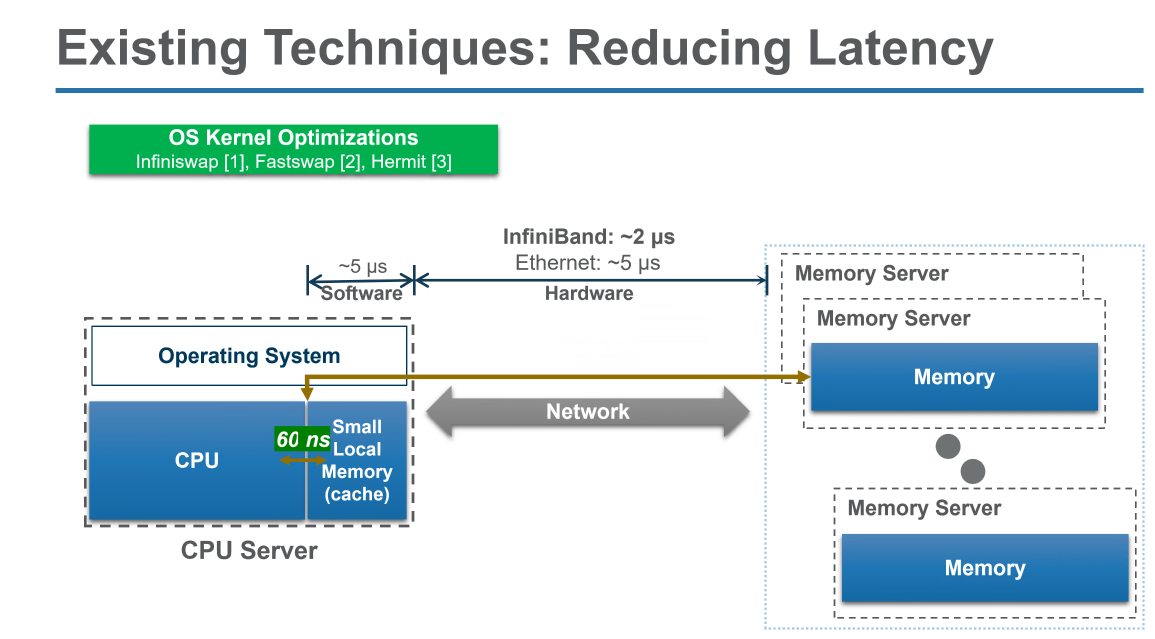 Existing Techniques: Reducing Latency
OS Kernel Optimizations
Infiniswap [1], Fastswap [2], Hermit [3]
InfiniBand: ~2 µs
~5 µs
Ethernet: ~5 µs
Software
Hardware
Memory Server
Memory Server
Memory
Operating System
Network
CPU
60 ns
Small
Local
Memory
(cache)
CPU Server
Memory Server
Memory